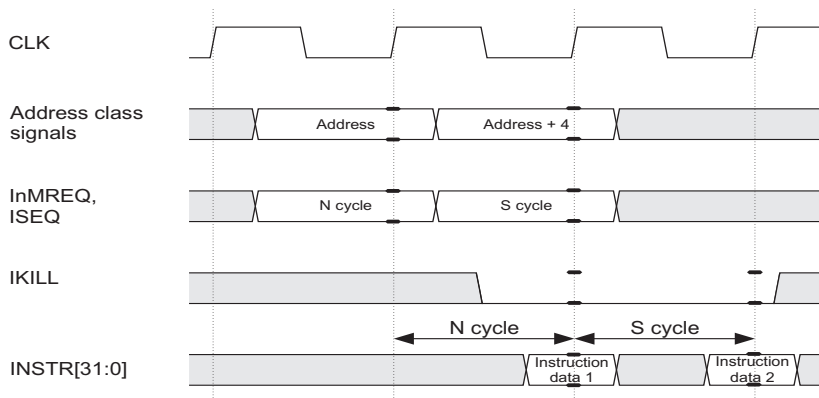 CLK
Address class
signals
Address
Address + 4
InMREQ,
ISEQ
N cycle
S cycle
IKILL
N cycle
S cycle
INSTR[31:0]
Instruction
data 1
Instruction
data 2